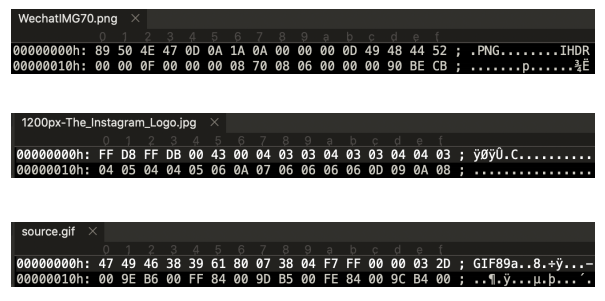 WechatIMG70.png ×
0 1 2 3 4 5 6 7 8 9 a b c d e f
00000000h: 89 50 4E 47 0D 0A 1A 0A 00 00 00 0D 49 48 44 52 ; .PNG........IHDR
00000010h: 00 00 0F 00 00 00 08 70 08 06 00 00 00 90 BE CB ; .......p......¾Ë
1200px-The_Instagram_Logo.jpg ×
0 1 2 3 4 5 6 7 8 9 a b c d e f
00000000h: FF D8 FF DB 00 43 00 04 03 03 04 03 03 04 04 03 ; ÿØÿÛ.C..........
00000010h: 04 05 04 04 05 06 0A 07 06 06 06 06 0D 09 0A 08 ; ................
source.gif ×
0 1 2 3 4 5 6 7 8 9 a b c d e f
00000000h: 47 49 46 38 39 61 80 07 38 04 F7 FF 00 00 03 2D ; GIF89a..8.÷ÿ...-
00000010h: 00 9E B6 00 FF 84 00 9D B5 00 FE 84 00 9C B4 00 ; ..¶.ÿ...µ.þ...´.